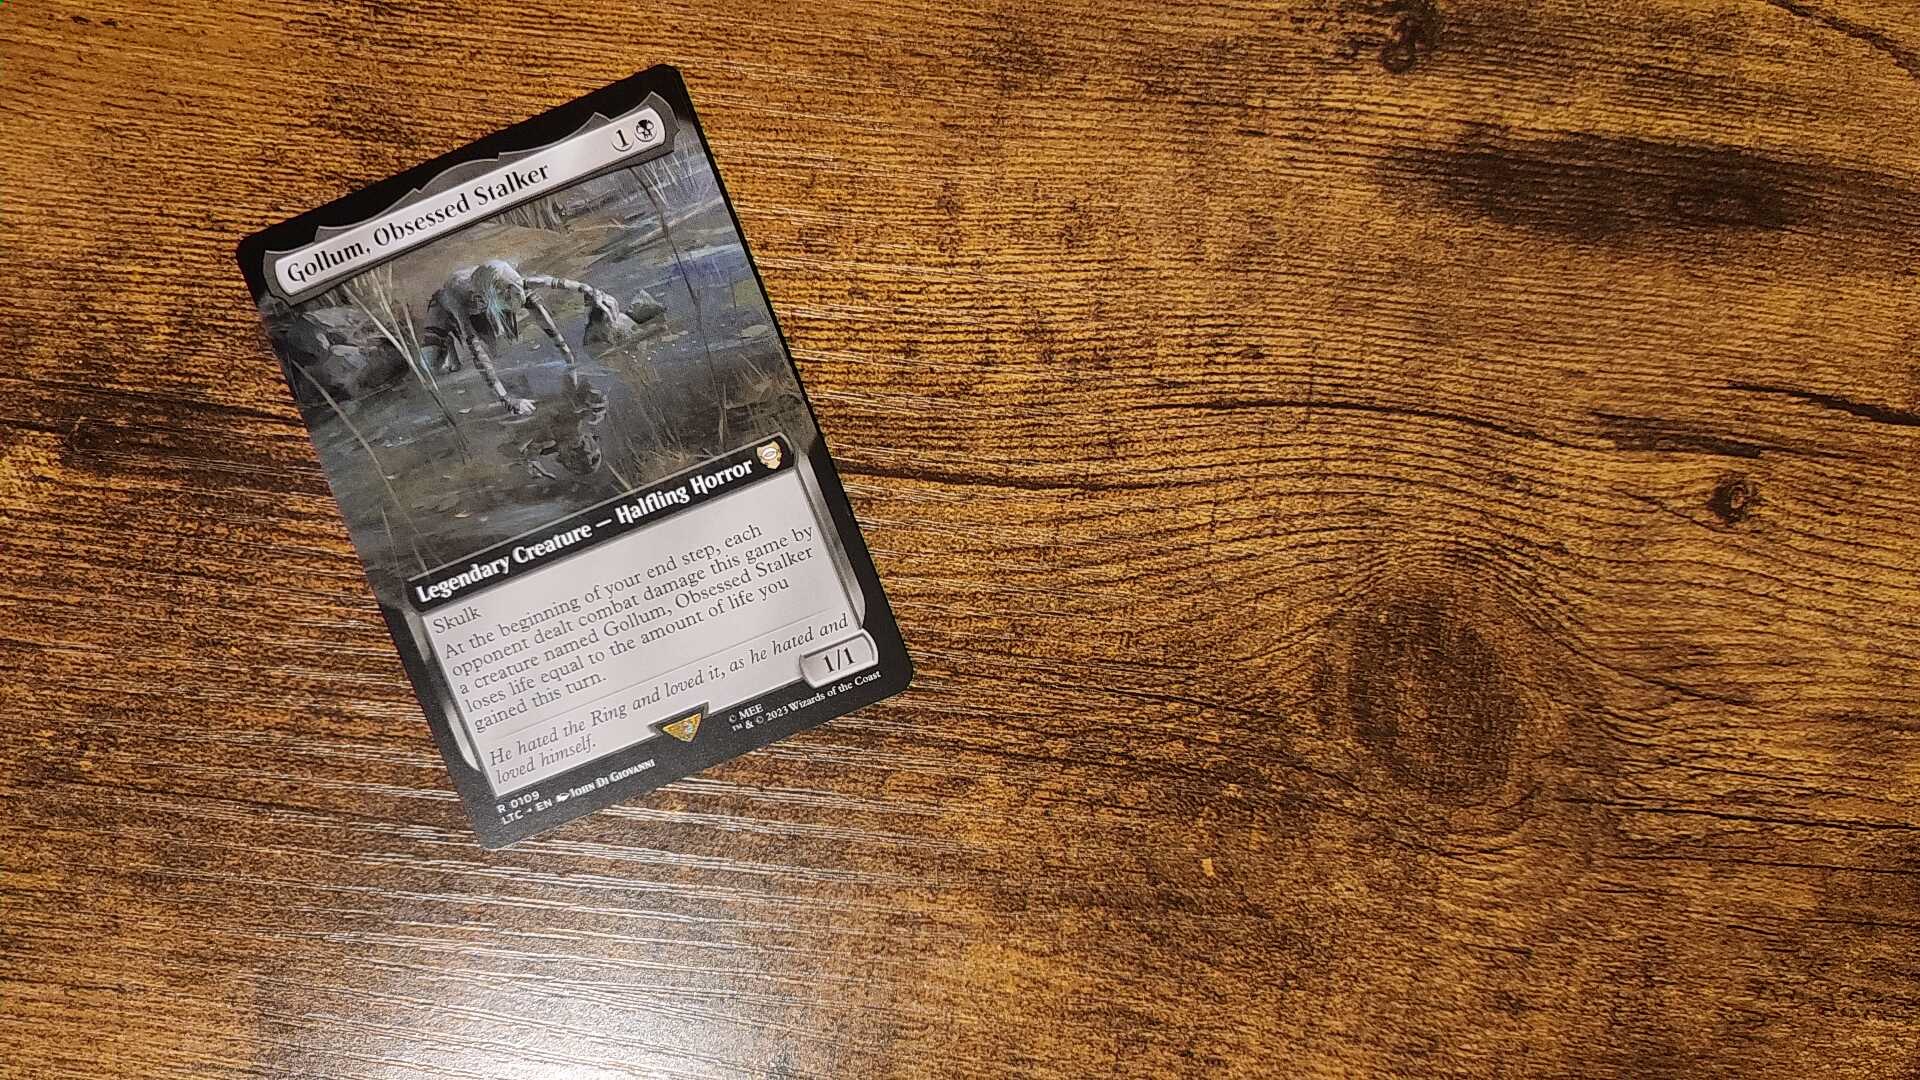 Gollum, Obsessed Stalker 1
Legendary Creature — Halfling Horror
Skulk
At the beginning of your end step, each
opponent dealt combat damage this game by
a creature named Gollum, Obsessed Stalker
loses life equal to the amount of life you
gained this turn.
He hated the Ring and loved it, as he hated and
loved himself.
1/1
R 0109
LTC • EN John Di Giovanni
© MEE
™ & © 2023 Wizards of the Coast